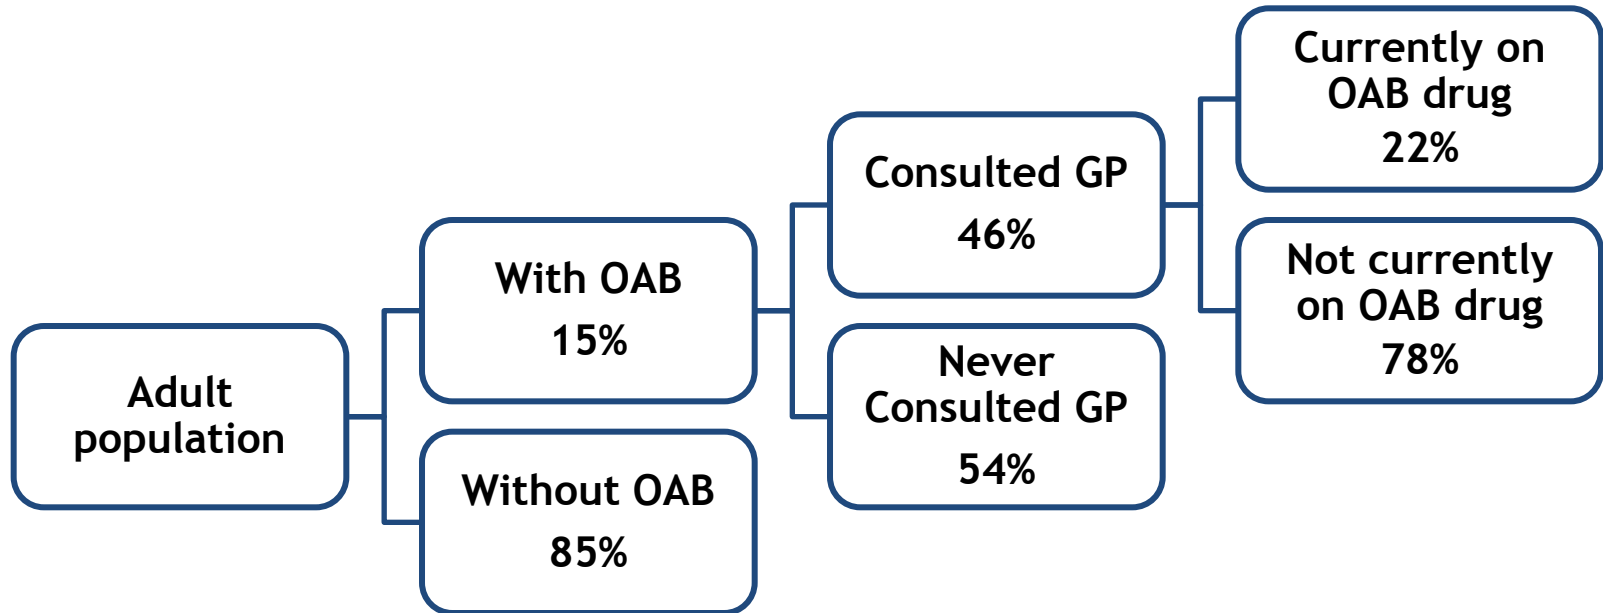 Adult
population
With OAB
15%
Without OAB
85%
Consulted GP
46%
Never
Consulted GP
54%
Currently on
OAB drug
22%
Not currently
on OAB drug
78%